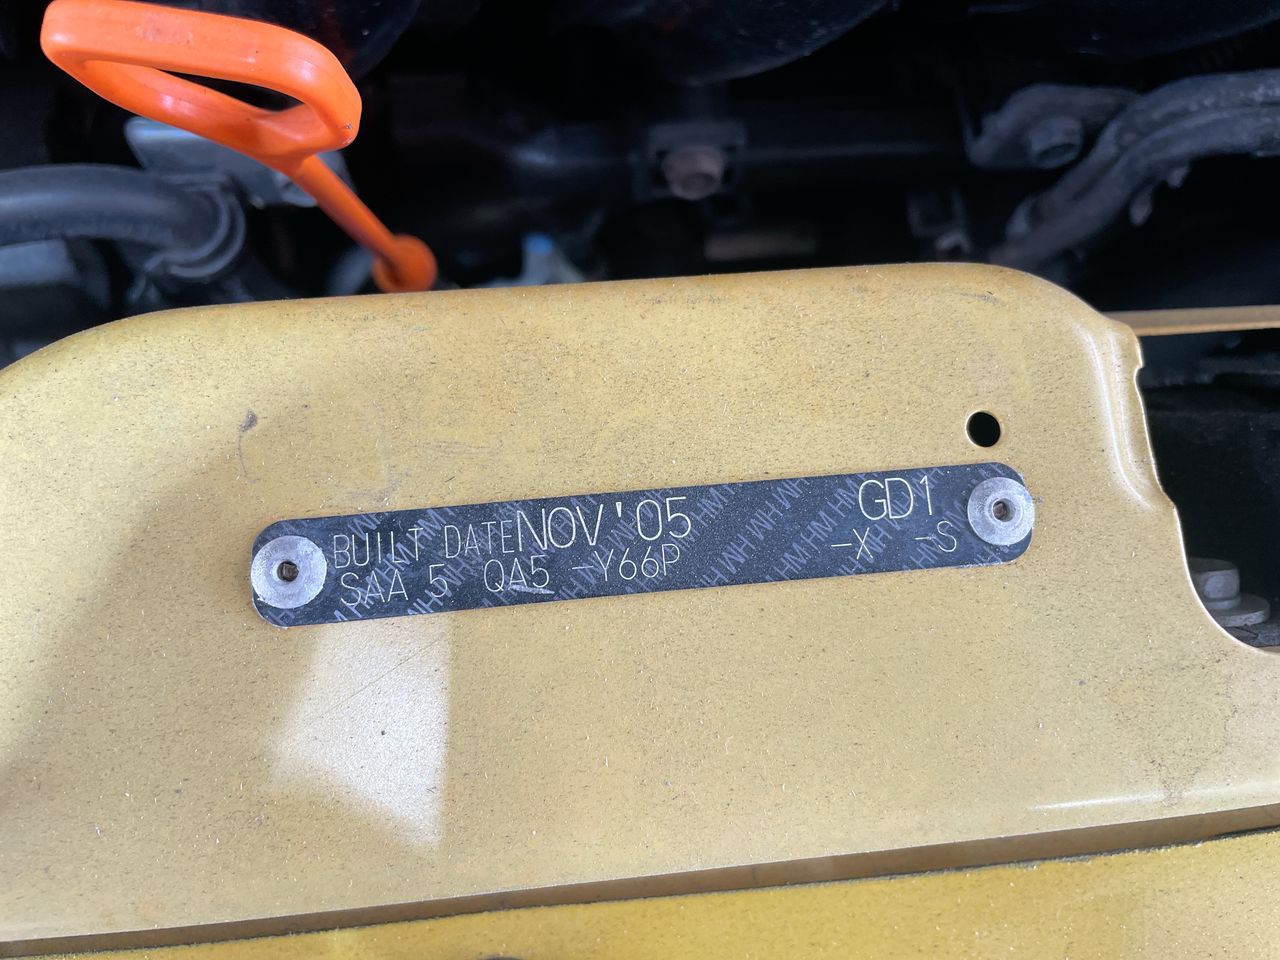 BUILT DATE NOV'05 GD1
SAA 5 QA5 -Y66P -X -S